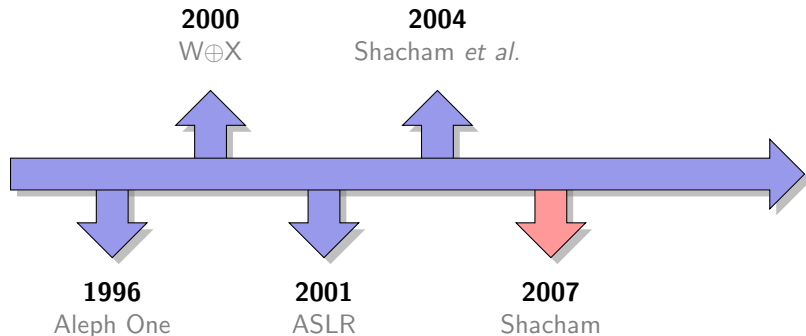 2000
W⊕X
2004
Shacham et al.
1996
Aleph One
2001
ASLR
2007
Shacham